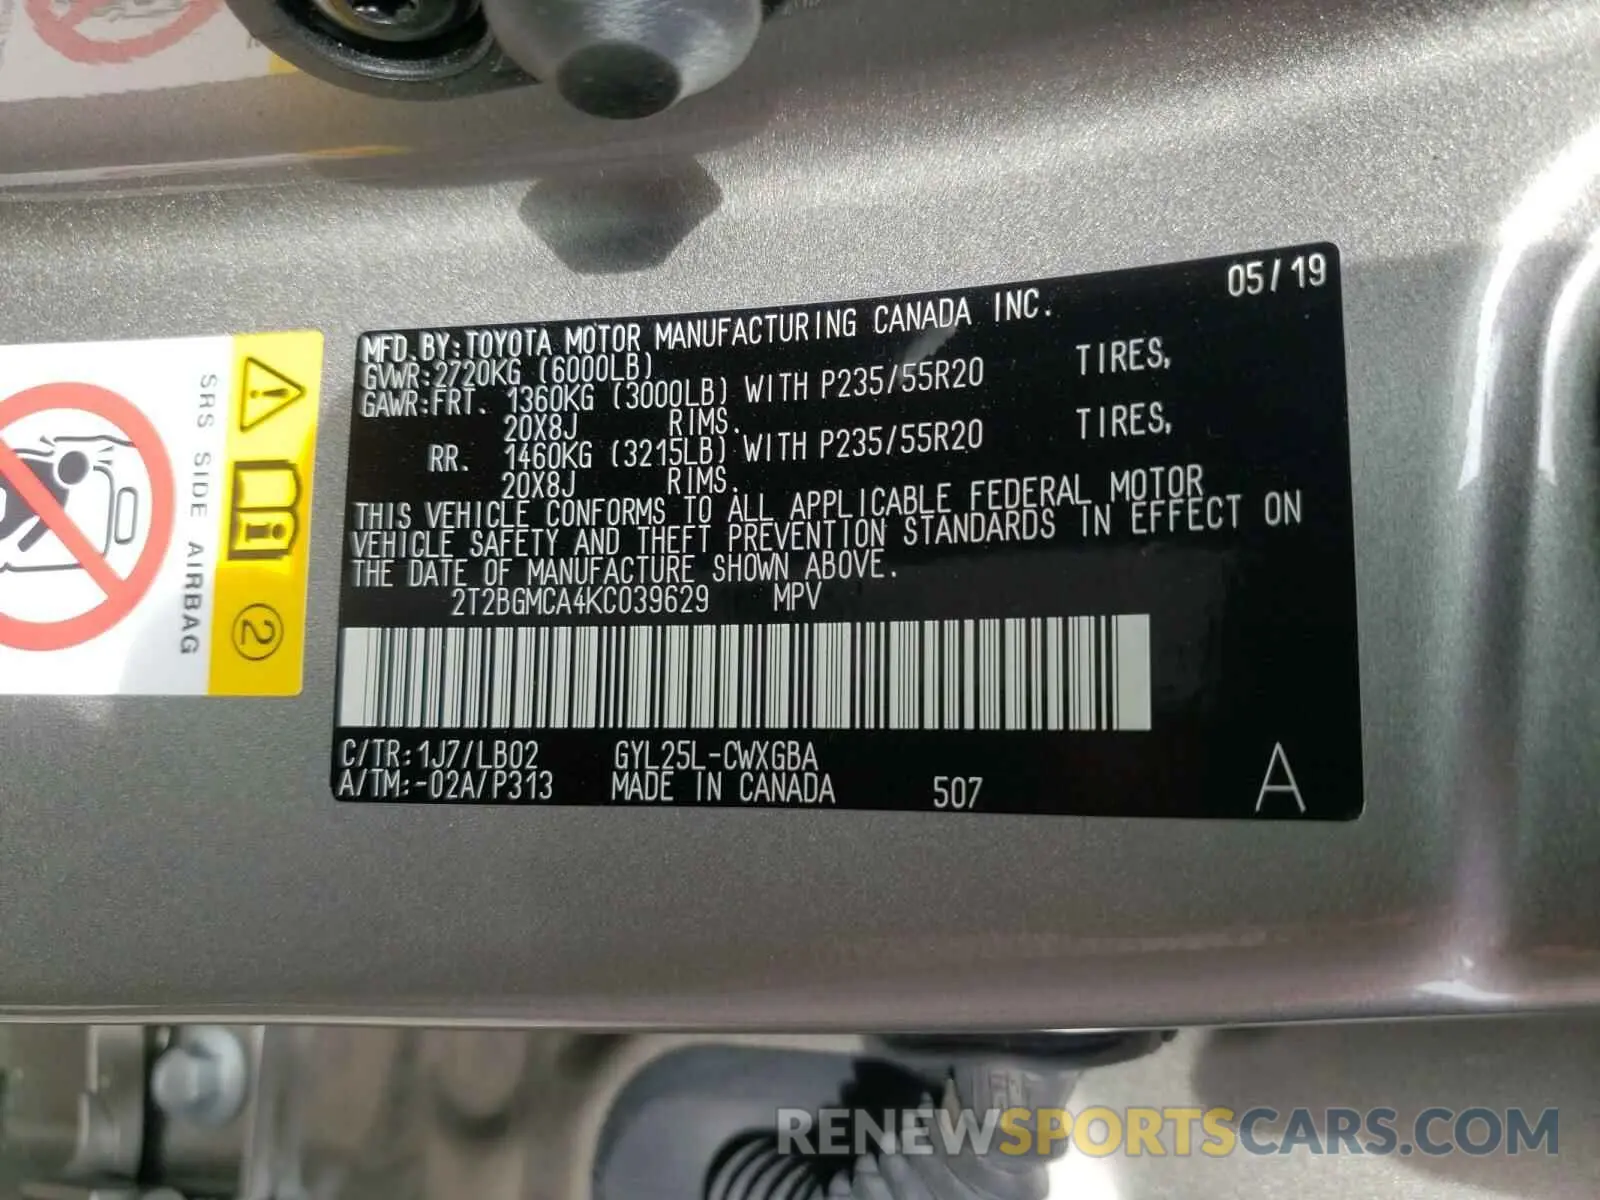 05/19
MFD.BY:TOYOTA MOTOR MANUFACTURING CANADA INC.
GVWR:2720KG (6000LB)
GAWR:FRT. 1360KG (3000LB) WITH P235/55R20 TIRES,
20X8J RIMS.
RR. 1460KG (3215LB) WITH P235/55R20 TIRES,
20X8J RIMS.
THIS VEHICLE CONFORMS TO ALL APPLICABLE FEDERAL MOTOR
VEHICLE SAFETY AND THEFT PREVENTION STANDARDS IN EFFECT ON
THE DATE OF MANUFACTURE SHOWN ABOVE.
2T2BGMCA4KC039629 MPV
C/TR:1J7/LB02 GYL25L-CWXGBA
A/TM:-02A/P313 MADE IN CANADA 507 A
SRS SIDE AIRBAG
2
RENEWSPORTSCARS.COM